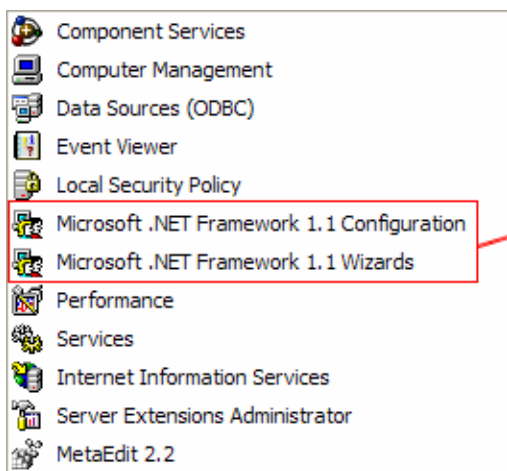 Component Services
Computer Management
Data Sources (ODBC)
Event Viewer
Local Security Policy
Microsoft .NET Framework 1.1 Configuration
Microsoft .NET Framework 1.1 Wizards
Performance
Services
Internet Information Services
Server Extensions Administrator
MetaEdit 2.2